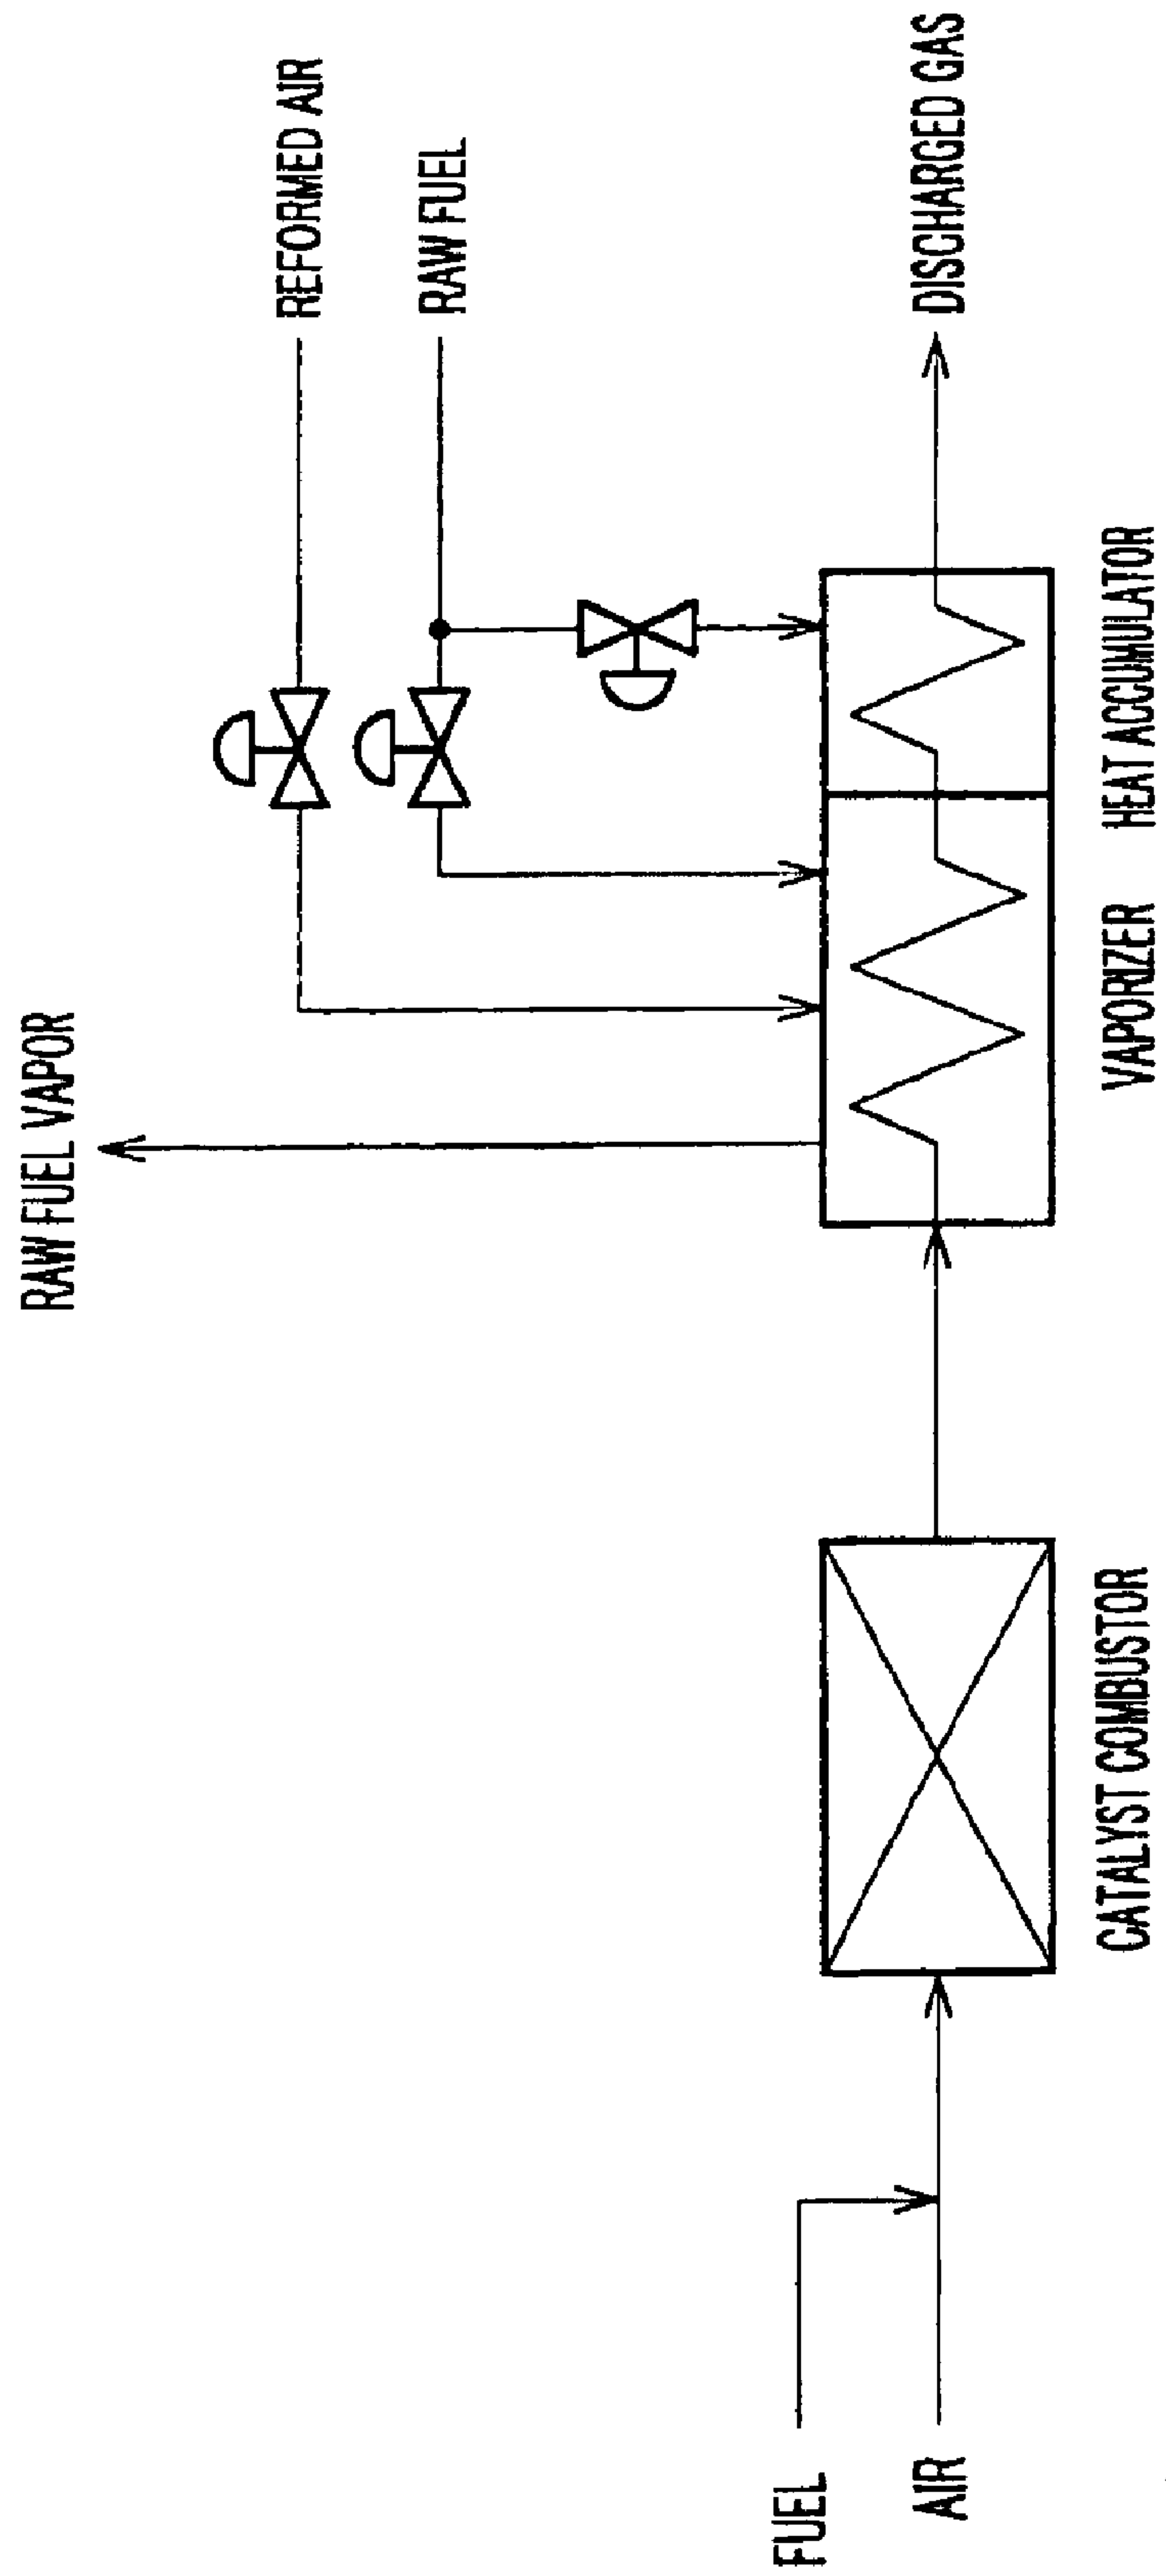 RAW FUEL VAPOR
REFORMED AIR
RAW FUEL
FUEL
AIR
DISCHARGED GAS
CATALYST COMBUSTOR
VAPORIZER
HEAT ACCUMULATOR